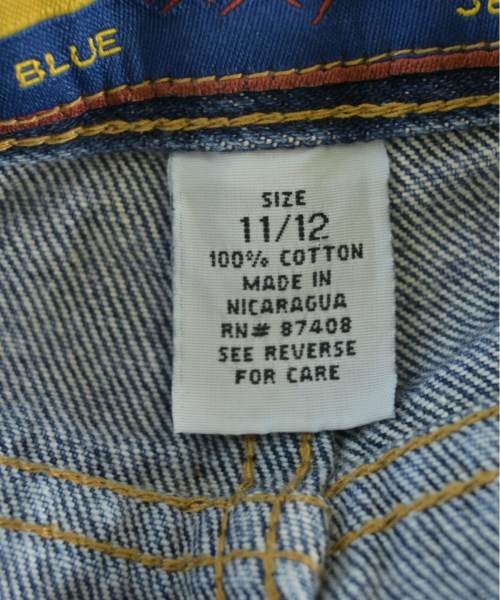 BLUE
SIZE
11/12
100% COTTON
MADE IN
NICARAGUA
RN# 87408
SEE REVERSE
FOR CARE